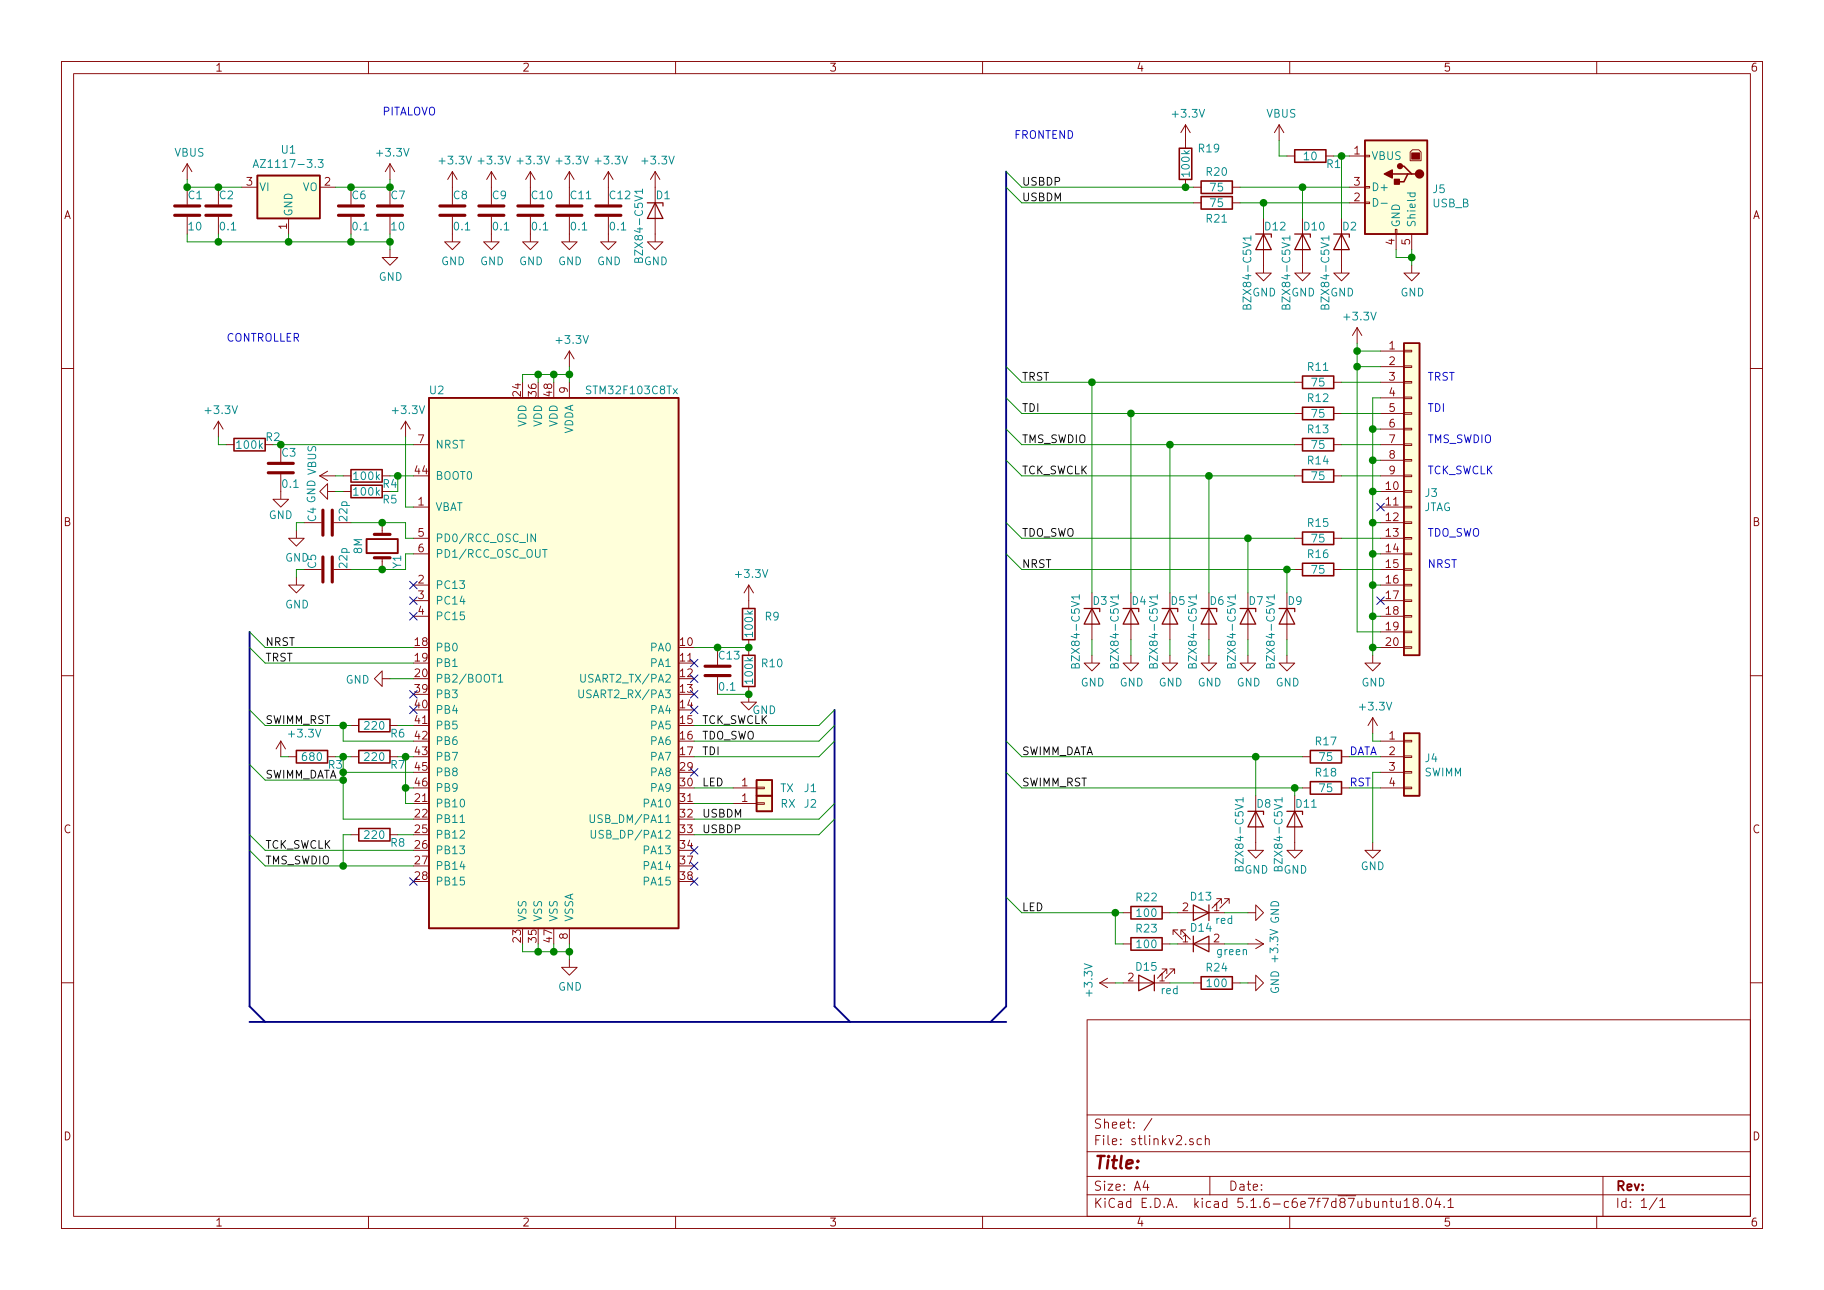 1 2 3 4 5 6
A A
B B
C C
D D
1 2 3 4 5 6
PITALOVO
VBUS
U1
AZ1117-3.3
+3.3V
3 VI VO 2
GND
1
C1
10
C2
0.1
C6
0.1
C7
10
GND
+3.3V +3.3V +3.3V +3.3V +3.3V +3.3V
C8 C9 C10 C11 C12 D1
0.1 0.1 0.1 0.1 0.1 BZX84-C5V1
GND GND GND GND GND GND
CONTROLLER
+3.3V
U2
STM32F103C8Tx
24 36 48 9
VDD VDD VDD VDDA
+3.3V
R2
100k
C3
0.1
GND
+3.3V
VBUS
GND
100k
R4
100k
R5
C4
22p
GND
C5
22p
GND
8M
Y1
7 NRST
44 BOOT0
1 VBAT
5 PD0/RCC_OSC_IN
6 PD1/RCC_OSC_OUT
2 PC13
3 PC14
4 PC15
NRST 18 PB0
TRST 19 PB1
GND 20 PB2/BOOT1
39 PB3
40 PB4
SWIMM_RST 220 R6 41 PB5
42 PB6
+3.3V 680 R3 220 R7 43 PB7
45 PB8
SWIMM_DATA 46 PB9
21 PB10
22 PB11
220 R8 25 PB12
TCK_SWCLK 26 PB13
TMS_SWDIO 27 PB14
28 PB15
23 35 47 8
VSS VSS VSS VSSA
GND
+3.3V
R9
100k
R10
100k
C13
0.1
GND
PA0 10
PA1 11
USART2_TX/PA2 12
USART2_RX/PA3 13
PA4 14
PA5 15 TCK_SWCLK
PA6 16 TDO_SWO
PA7 17 TDI
PA8 29
PA9 30 LED 1 TX J1
PA10 31 1 RX J2
USB_DM/PA11 32 USBDM
USB_DP/PA12 33 USBDP
PA13 34
PA14 37
PA15 38
FRONTEND
+3.3V
R19
100k
VBUS
10
R1
USBDP
USBDM
R20
75
75
R21
1 VBUS
3 D+
2 D-
GND
Shield
4 5
J5
USB_B
GND
D12 D10 D2
BZX84-C5V1 BZX84-C5V1 BZX84-C5V1
GND GND GND
+3.3V
TRST R11 75 TRST
TDI R12 75 TDI
TMS_SWDIO R13 75 TMS_SWDIO
TCK_SWCLK R14 75 TCK_SWCLK
TDO_SWO R15 75 TDO_SWO
NRST R16 75 NRST
1
2
3
4
5
6
7
8
9
10
11
12
13
14
15
16
17
18
19
20
J3
JTAG
D3 D4 D5 D6 D7 D9
BZX84-C5V1 BZX84-C5V1 BZX84-C5V1 BZX84-C5V1 BZX84-C5V1 BZX84-C5V1
GND GND GND GND GND GND
GND
+3.3V
SWIMM_DATA R17 75 DATA
SWIMM_RST R18 75 RST
1
2
3
4
J4
SWIMM
D8 D11
BZX84-C5V1 BZX84-C5V1
GND GND
GND
LED
R22 100 2 D13 1 red GND
R23 100 1 D14 2 green +3.3V
+3.3V 2 D15 1 red R24 100 GND
Sheet: /
File: stlinkv2.sch
Title:
Size: A4 Date: Rev:
KiCad E.D.A. kicad 5.1.6-c6e7f7d87ubuntu18.04.1 Id: 1/1